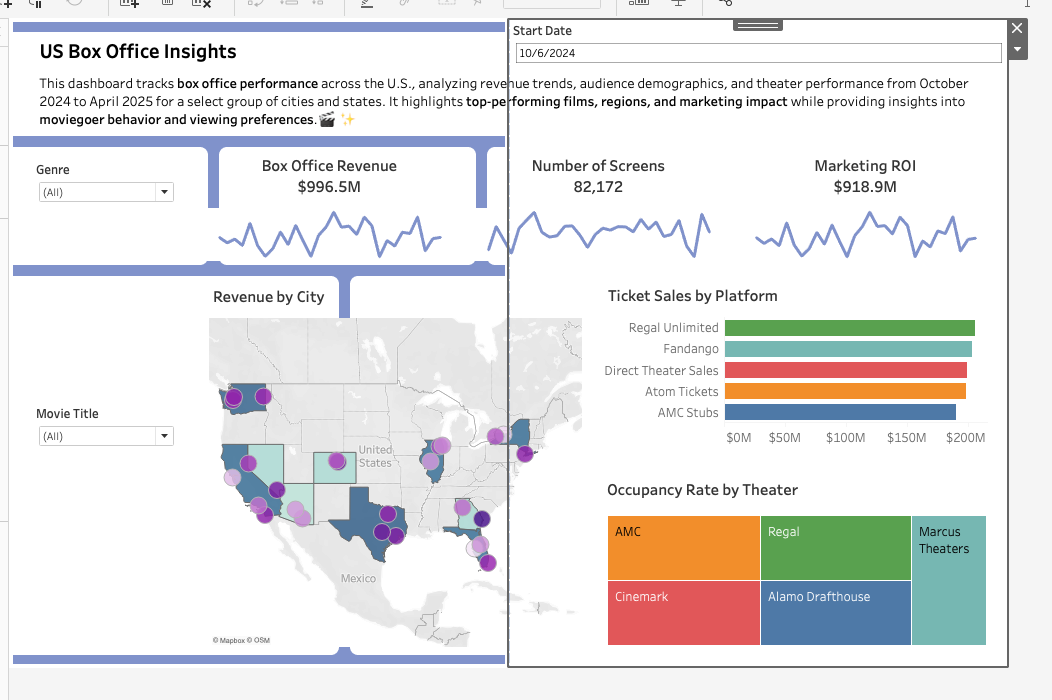 Start Date
10/6/2024
US Box Office Insights
This dashboard tracks box office performance across the U.S., analyzing revenue trends, audience demographics, and theater performance from October
2024 to April 2025 for a select group of cities and states. It highlights top-performing films, regions, and marketing impact while providing insights into
moviegoer behavior and viewing preferences.🎬 ✨
Genre
(All)
Box Office Revenue
$996.5M
Number of Screens
82,172
Marketing ROI
$918.9M
Revenue by City
United
States
Mexico
© Mapbox © OSM
Movie Title
(All)
Ticket Sales by Platform
Regal Unlimited
Fandango
Direct Theater Sales
Atom Tickets
AMC Stubs
$0M $50M $100M $150M $200M
Occupancy Rate by Theater
AMC
Regal
Marcus
Theaters
Cinemark
Alamo Drafthouse